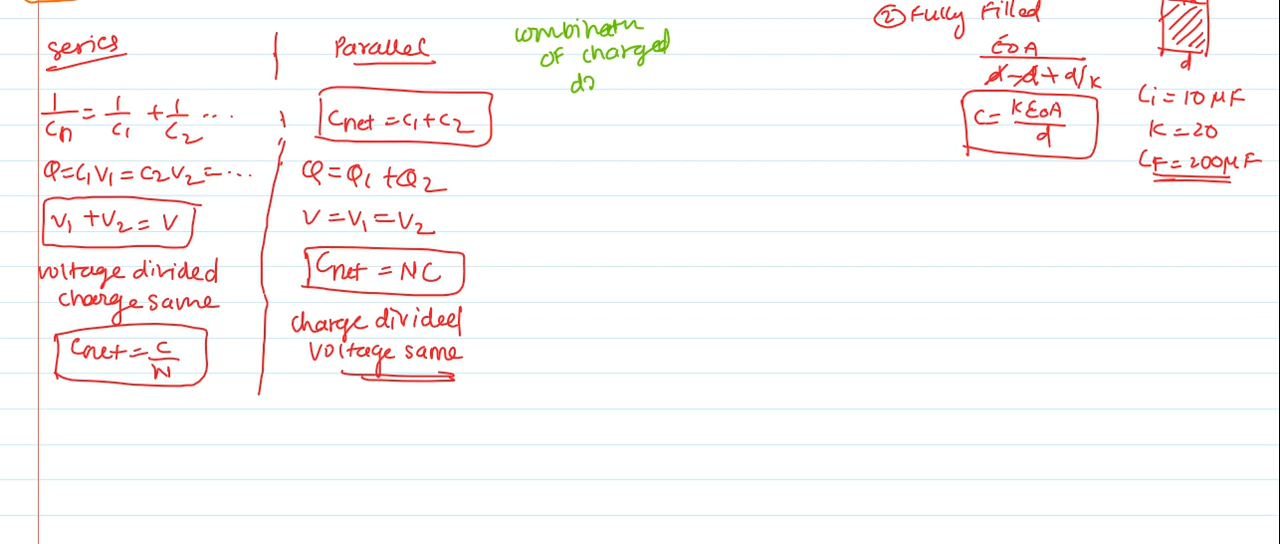 series
1/Cn = 1/C1 + 1/C2 ...
Q=C1V1 = C2V2 = ...
V1 + V2 = V
voltage divided
charge same
Cnet = C/N
Parallel
Cnet = C1+C2
Q = Q1 + Q2
V = V1 = V2
Cnet = NC
charge divided
voltage same
OF charged
② Fully Filled
ε0A
d-d+d/K
C = Kε0A/d
d
Ci = 10 μF
K = 20
CF = 200 μF